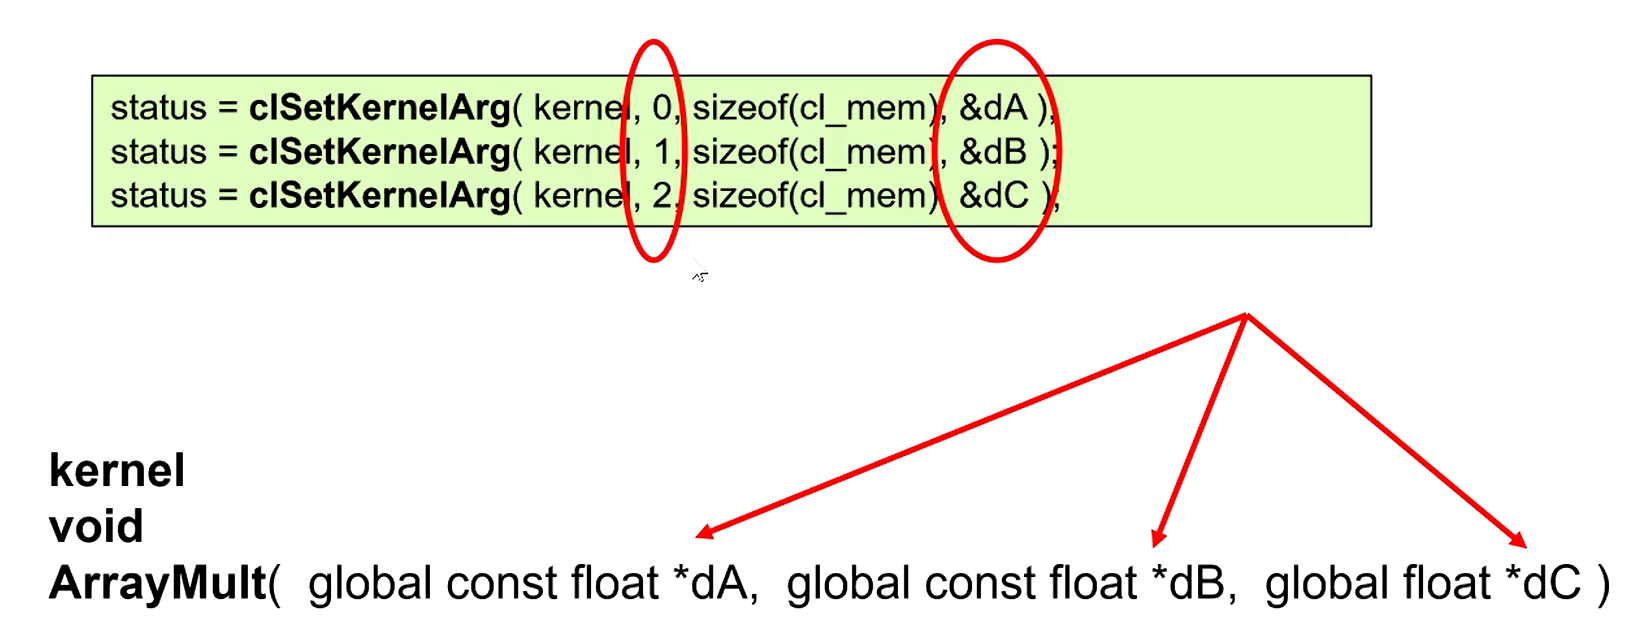 status = clSetKernelArg( kernel, 0, sizeof(cl_mem), &dA );
status = clSetKernelArg( kernel, 1, sizeof(cl_mem), &dB );
status = clSetKernelArg( kernel, 2, sizeof(cl_mem), &dC );
kernel
void
ArrayMult( global const float *dA, global const float *dB, global float *dC )